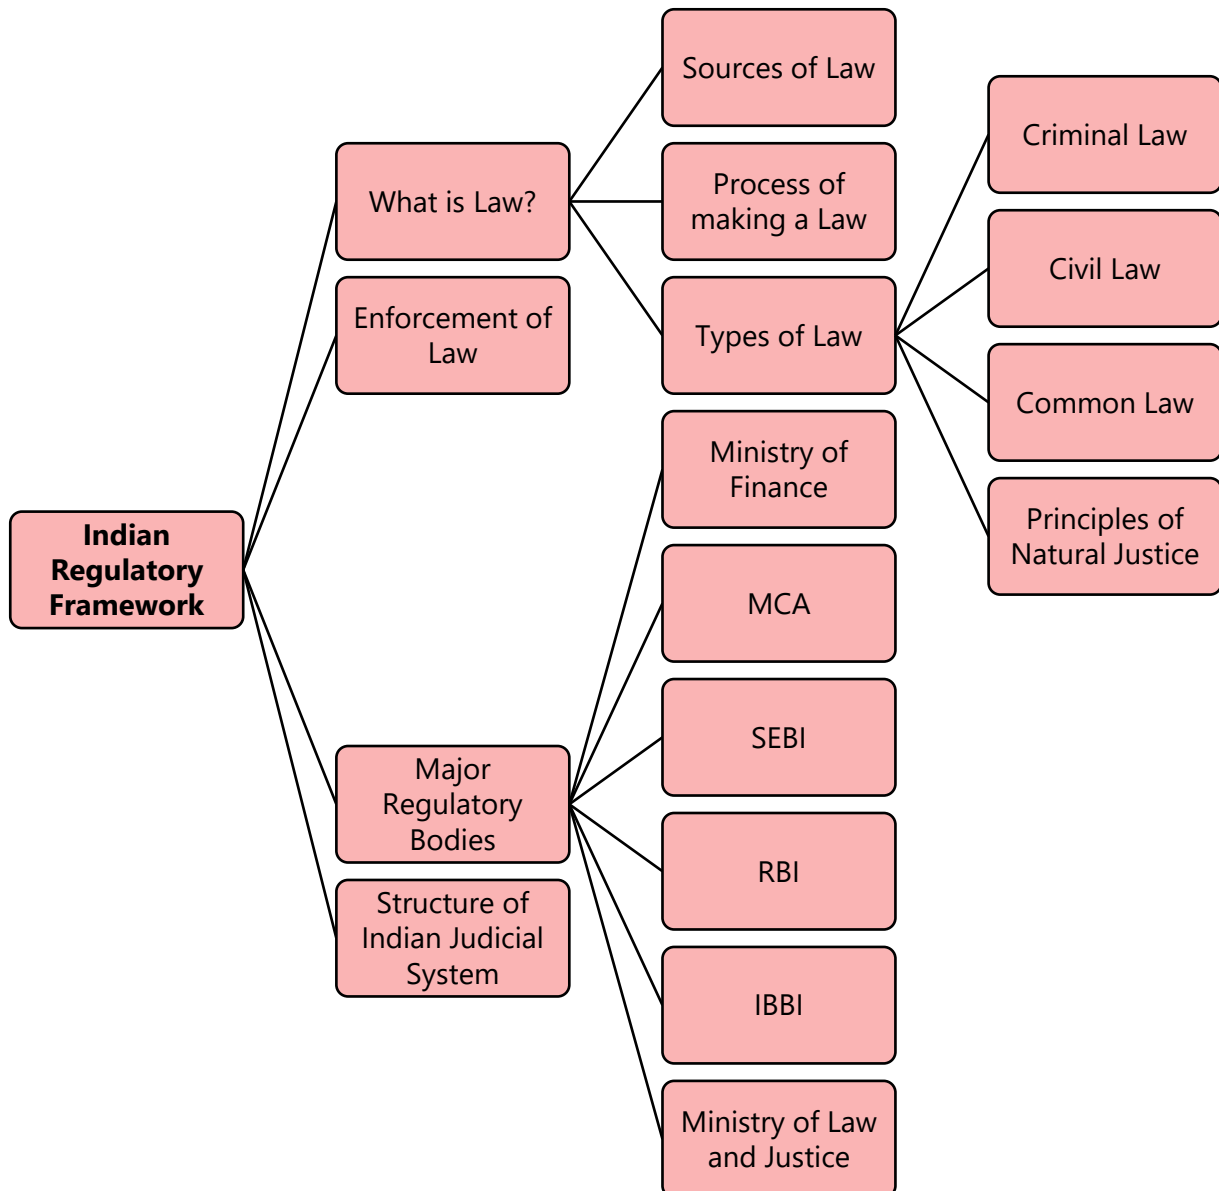 Indian
Regulatory
Framework
What is Law?
Sources of Law
Process of
making a Law
Types of Law
Criminal Law
Civil Law
Common Law
Principles of
Natural Justice
Enforcement of
Law
Major
Regulatory
Bodies
Ministry of
Finance
MCA
SEBI
RBI
IBBI
Ministry of Law
and Justice
Structure of
Indian Judicial
System